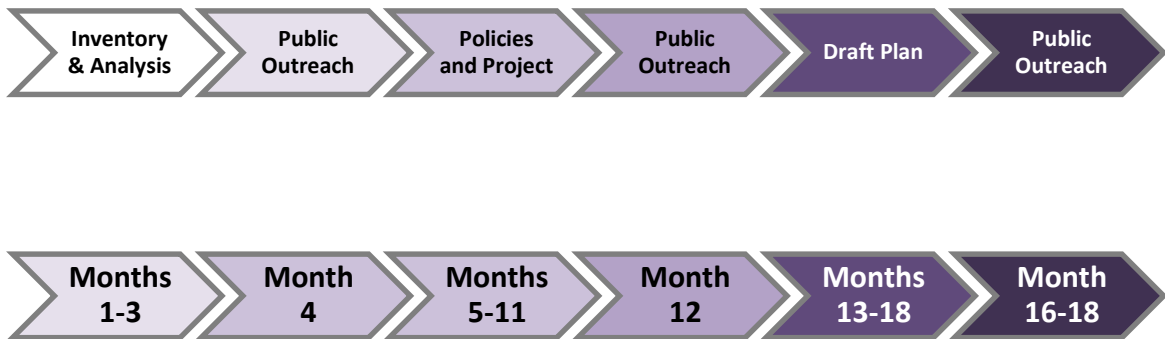 Inventory
& Analysis
Public
Outreach
Policies
and Project
Public
Outreach
Draft Plan
Public
Outreach
Months
1-3
Month
4
Months
5-11
Month
12
Months
13-18
Month
16-18